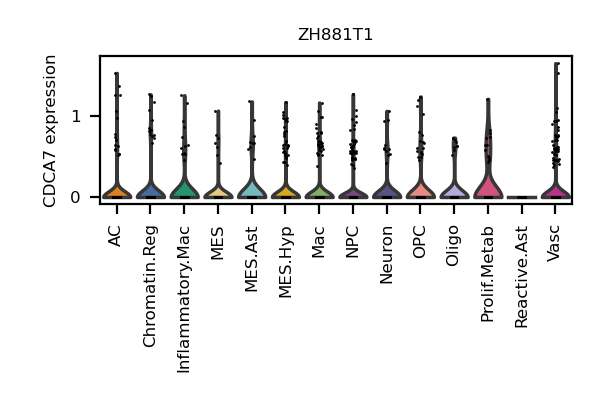 ZH881T1
CDCA7 expression
1
0
AC
Chromatin.Reg
Inflammatory.Mac
MES
MES.Ast
MES.Hyp
Mac
NPC
Neuron
OPC
Oligo
Prolif.Metab
Reactive.Ast
Vasc